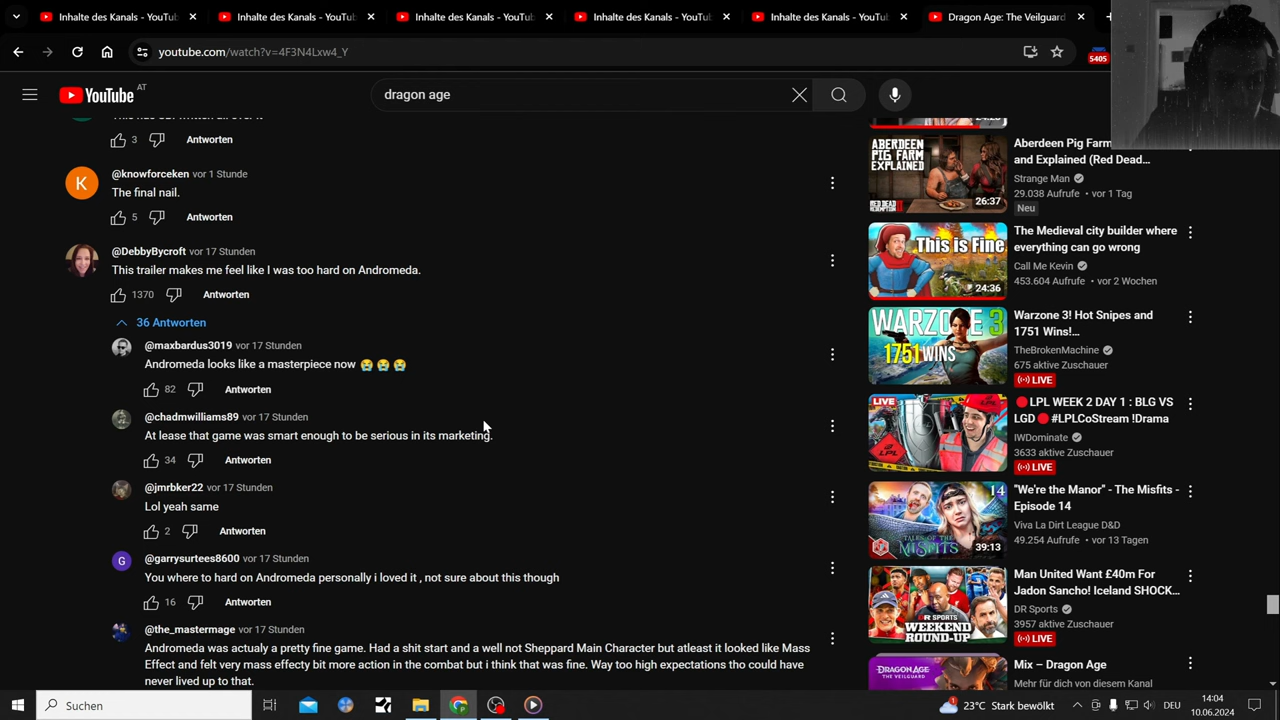 Inhalte des Kanals - YouTub
Inhalte des Kanals - YouTub
Inhalte des Kanals - YouTub
Inhalte des Kanals - YouTub
Inhalte des Kanals - YouTub
Dragon Age: The Veilguard
youtube.com/watch?v=4F3N4Lxw4_Y
5405
YouTube AT
dragon age
3 Antworten
@knowforceken vor 1 Stunde
The final nail.
5 Antworten
@DebbyBycroft vor 17 Stunden
This trailer makes me feel like I was too hard on Andromeda.
1370 Antworten
36 Antworten
@maxbardus3019 vor 17 Stunden
Andromeda looks like a masterpiece now 😭 😭 😭
82 Antworten
@chadmwilliams89 vor 17 Stunden
At lease that game was smart enough to be serious in its marketing.
34 Antworten
@jmrbker22 vor 17 Stunden
Lol yeah same
2 Antworten
G
@garrysurtees8600 vor 17 Stunden
You where to hard on Andromeda personally i loved it , not sure about this though
16 Antworten
@the_mastermage vor 17 Stunden
Andromeda was actualy a petty fine game. Had a shit start and a well not Sheppard Main Character but atleast it looked like Mass
Effect and felt very mass effecty bit more action in the combat but i think that was fine. Way too high expectations tho could have
never lived up to that.
K
ABERDEEN
PIG FARM
EXPLAINED
26:37
Aberdeen Pig Farm
and Explained (Red Dead...
Strange Man
29.038 Aufrufe • vor 1 Tag
Neu
This is Fine
24:36
The Medieval city builder where
everything can go wrong
Call Me Kevin
453.604 Aufrufe • vor 2 Wochen
WARZONE 3
1751 WINS!
Warzone 3! Hot Snipes and
1751 Wins!...
TheBrokenMachine
675 aktive Zuschauer
LIVE
LIVE
LPL
🔴LPL WEEK 2 DAY 1 : BLG VS
LGD🔴#LPLCoStream !Drama
IWDominate
3633 aktive Zuschauer
LIVE
14
TALES OF THE
MISFITS
39:13
"We're the Manor" - The Misfits -
Episode 14
Viva La Dirt League D&D
49.254 Aufrufe • vor 13 Tagen
WEEKEND
ROUND-UP
Man United Want £40m For
Jadon Sancho! Iceland SHOCK...
DR Sports
3957 aktive Zuschauer
LIVE
DRAGON AGE
THE VEILGUARD
Mix – Dragon Age
Mehr für dich von diesem Kanal
Suchen
1
23°C Stark bewölkt
DEU
14:04
10.06.2024